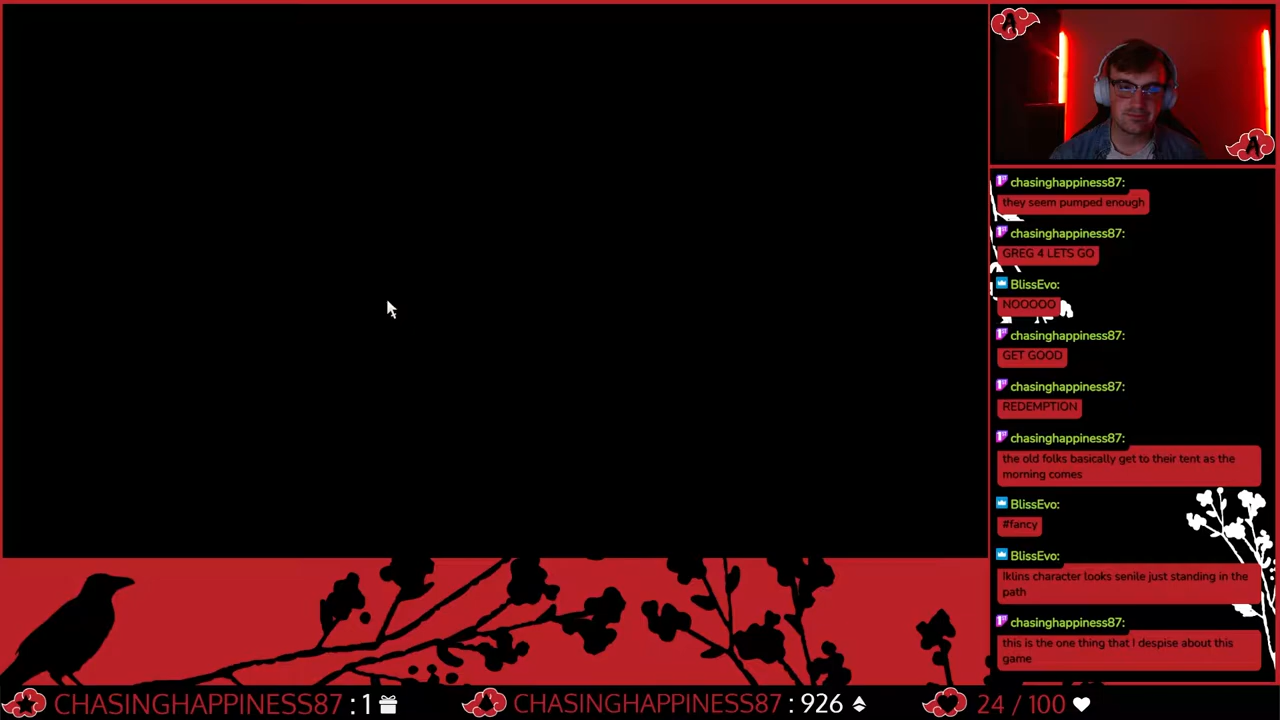 A
A
chasinghappiness87:
they seem pumped enough
chasinghappiness87:
GREG 4 LETS GO
BlissEvo:
NOOOOO
chasinghappiness87:
GET GOOD
chasinghappiness87:
REDEMPTION
chasinghappiness87:
the old folks basically get to their tent as the
morning comes
BlissEvo:
#fancy
BlissEvo:
Iklins character looks senile just standing in the
path
chasinghappiness87:
this is the one thing that I despise about this
game
CHASINGHAPPINESS87 : 1
CHASINGHAPPINESS87 : 926
24 / 100